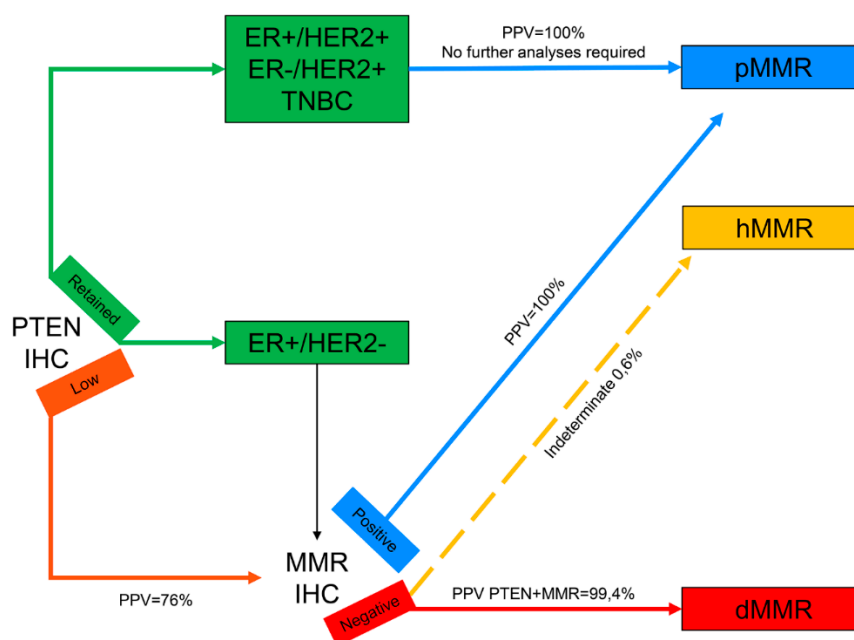 ER+/HER2+
ER-/HER2+
TNBC
PPV=100%
No further analyses required
pMMR
hMMR
Retained
PTEN
IHC
Low
ER+/HER2-
PPV=100%
Indeterminate 0,6%
Positive
MMR
IHC
Negative
PPV=76%
PPV PTEN+MMR=99,4%
dMMR